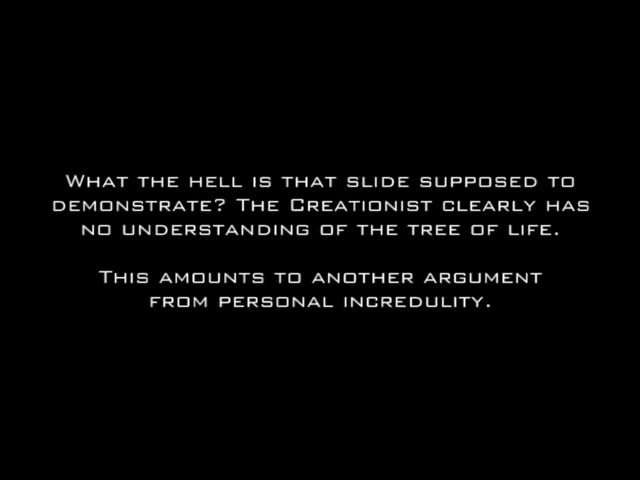 What the hell is that slide supposed to
demonstrate? The Creationist clearly has
no understanding of the tree of life.
This amounts to another argument
from personal incredulity.